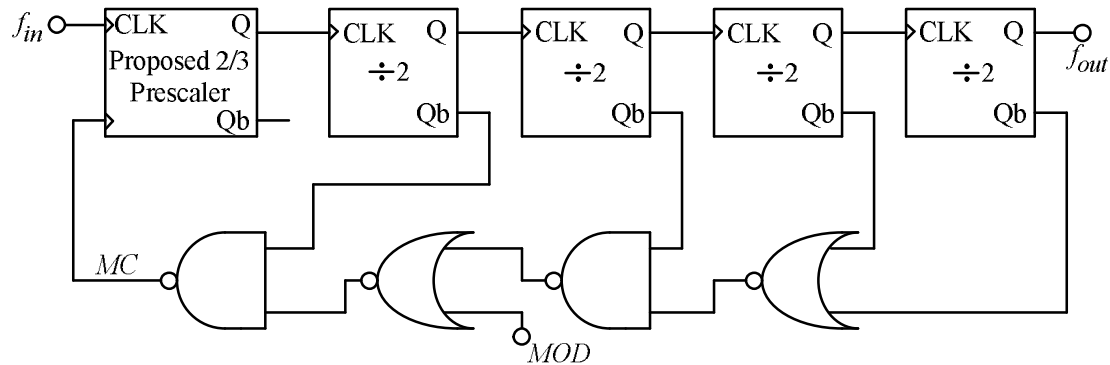 f_in
CLK Q
Proposed 2/3
Prescaler
Qb
CLK Q
÷2
Qb
CLK Q
÷2
Qb
CLK Q
÷2
Qb
CLK Q
÷2
Qb
f_out
MC
MOD